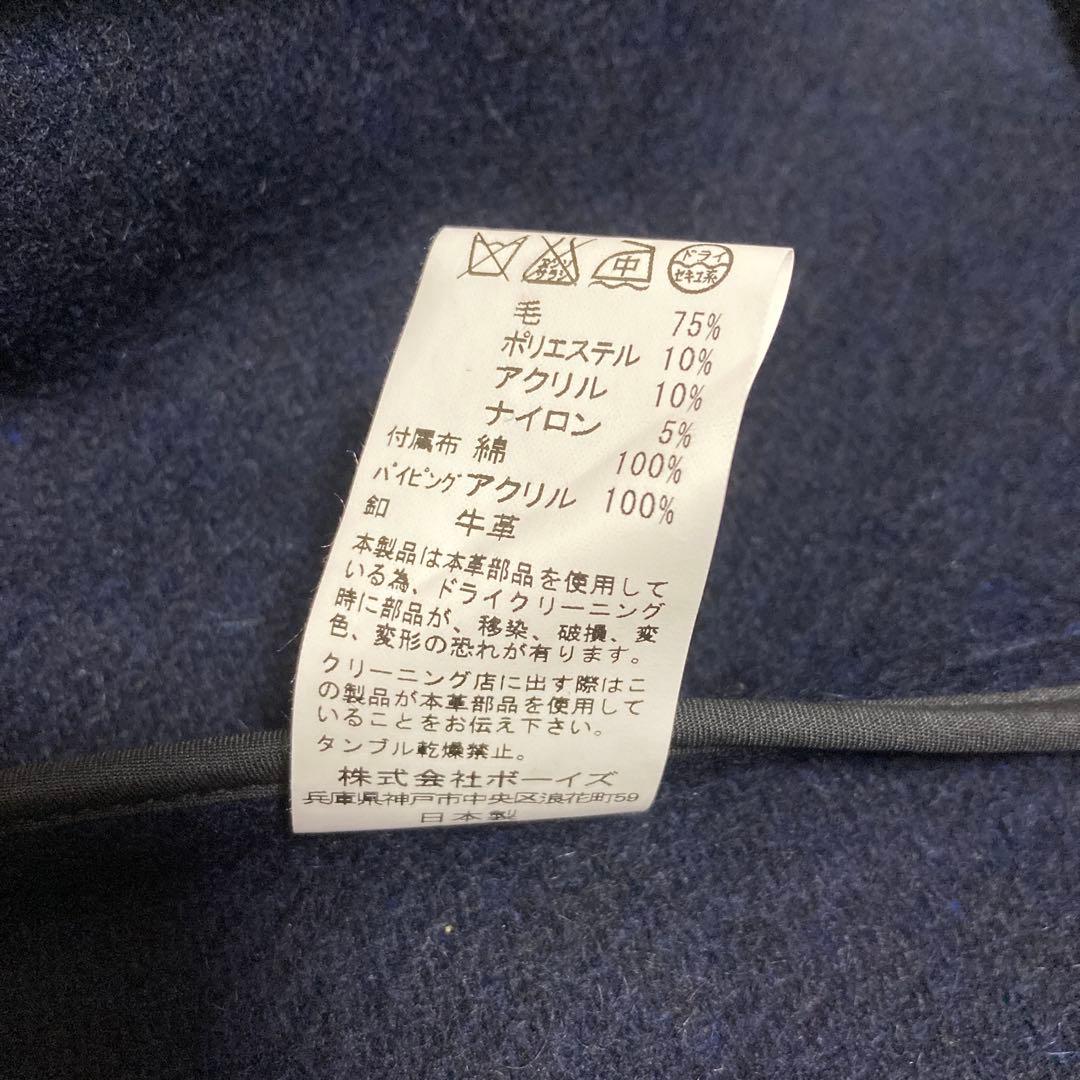 エンソサラシ 中 ドライ セキユ系
毛 75%
ポリエステル 10%
アクリル 10%
ナイロン 5%
付属布 綿 100%
パイピング アクリル 100%
釦 牛革
本製品は本革部品を使用して
いる為、ドライクリーニング
時に部品が、移染、破損、変
色、変形の恐れが有ります。
クリーニング店に出す際はこ
の製品が本革部品を使用して
いることをお伝え下さい。
タンブル乾燥禁止。
株式会社ボーイズ
兵庫県神戸市中央区浪花町59
日本製